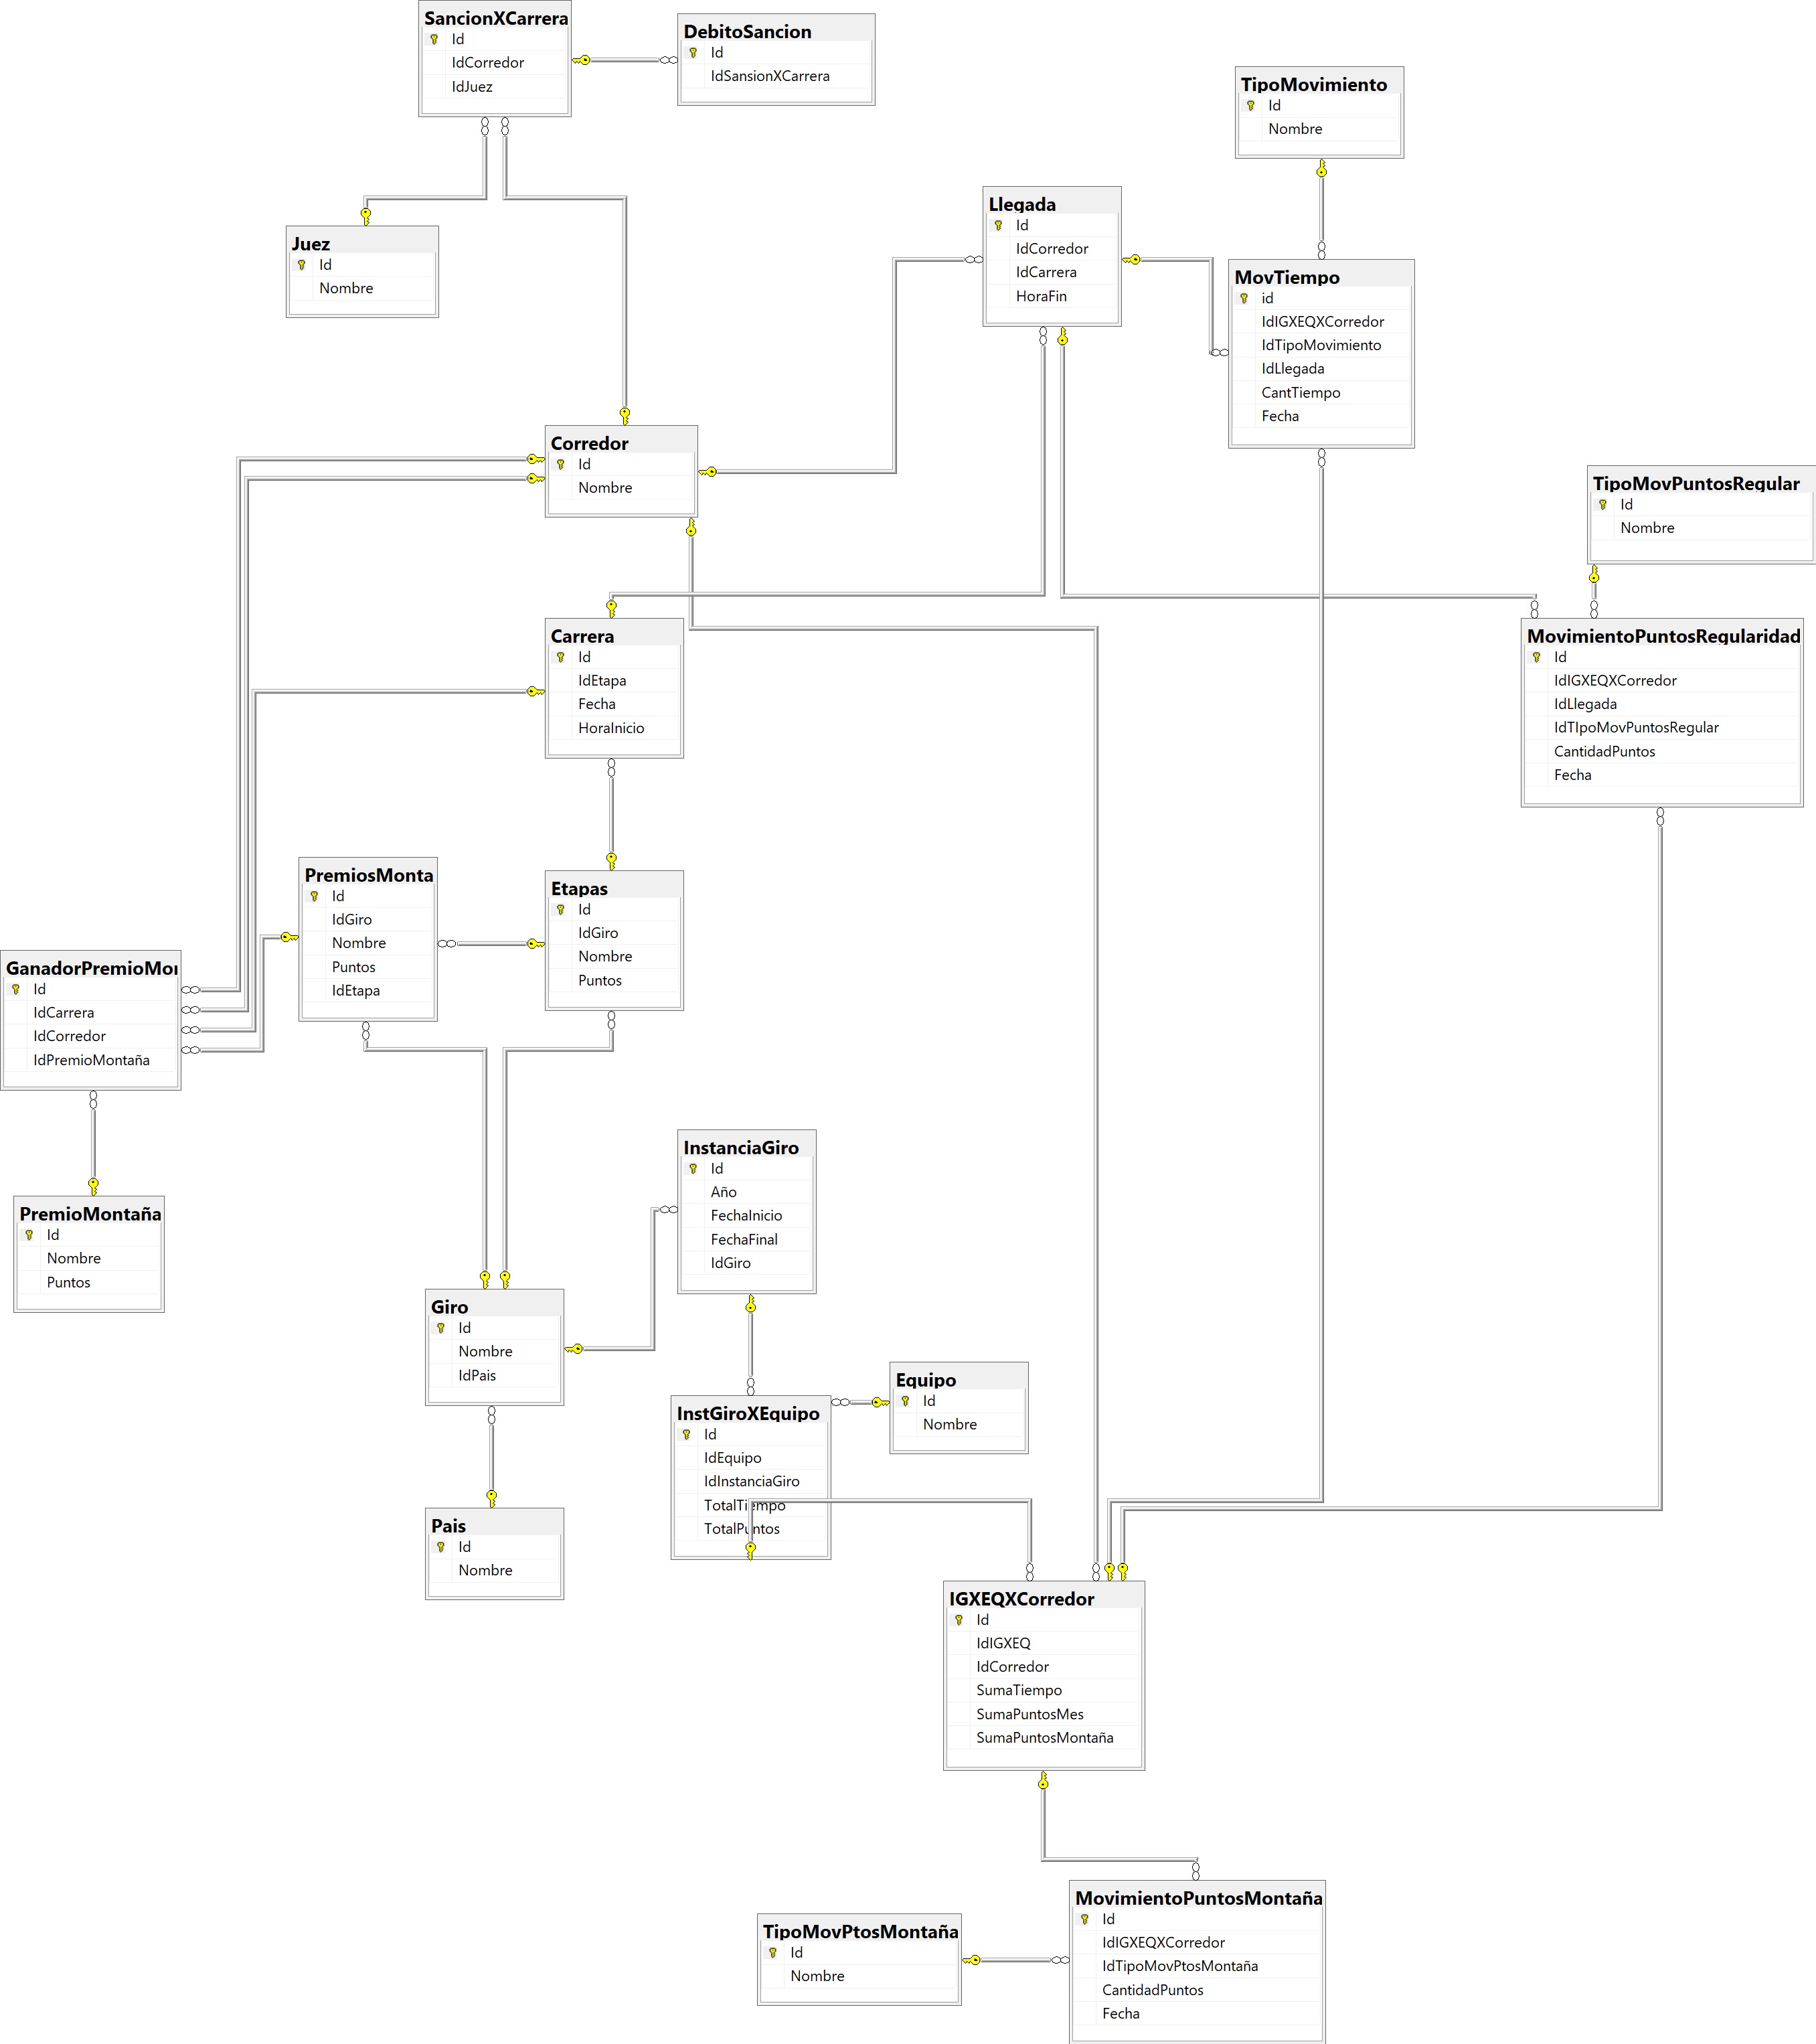 SancionXCarrera
Id
IdCorredor
IdJuez
DebitoSancion
Id
IdSansionXCarrera
TipoMovimiento
Id
Nombre
Juez
Id
Nombre
Llegada
Id
IdCorredor
IdCarrera
HoraFin
MovTiempo
id
IdIGXEQXCorredor
IdTipoMovimiento
IdLlegada
CantTiempo
Fecha
Corredor
Id
Nombre
TipoMovPuntosRegular
Id
Nombre
Carrera
Id
IdEtapa
Fecha
HoraInicio
MovimientoPuntosRegularidad
Id
IdIGXEQXCorredor
IdLlegada
IdTIpoMovPuntosRegular
CantidadPuntos
Fecha
PremiosMonta
Id
IdGiro
Nombre
Puntos
IdEtapa
Etapas
Id
IdGiro
Nombre
Puntos
GanadorPremioMo
Id
IdCarrera
IdCorredor
IdPremioMontaña
PremioMontaña
Id
Nombre
Puntos
InstanciaGiro
Id
Año
FechaInicio
FechaFinal
IdGiro
Giro
Id
Nombre
IdPais
Equipo
Id
Nombre
InstGiroXEquipo
Id
IdEquipo
IdInstanciaGiro
TotalTiempo
TotalPuntos
Pais
Id
Nombre
IGXEQXCorredor
Id
IdIGXEQ
IdCorredor
SumaTiempo
SumaPuntosMes
SumaPuntosMontaña
MovimientoPuntosMontaña
Id
IdIGXEQXCorredor
IdTipoMovPtosMontaña
CantidadPuntos
Fecha
TipoMovPtosMontaña
Id
Nombre